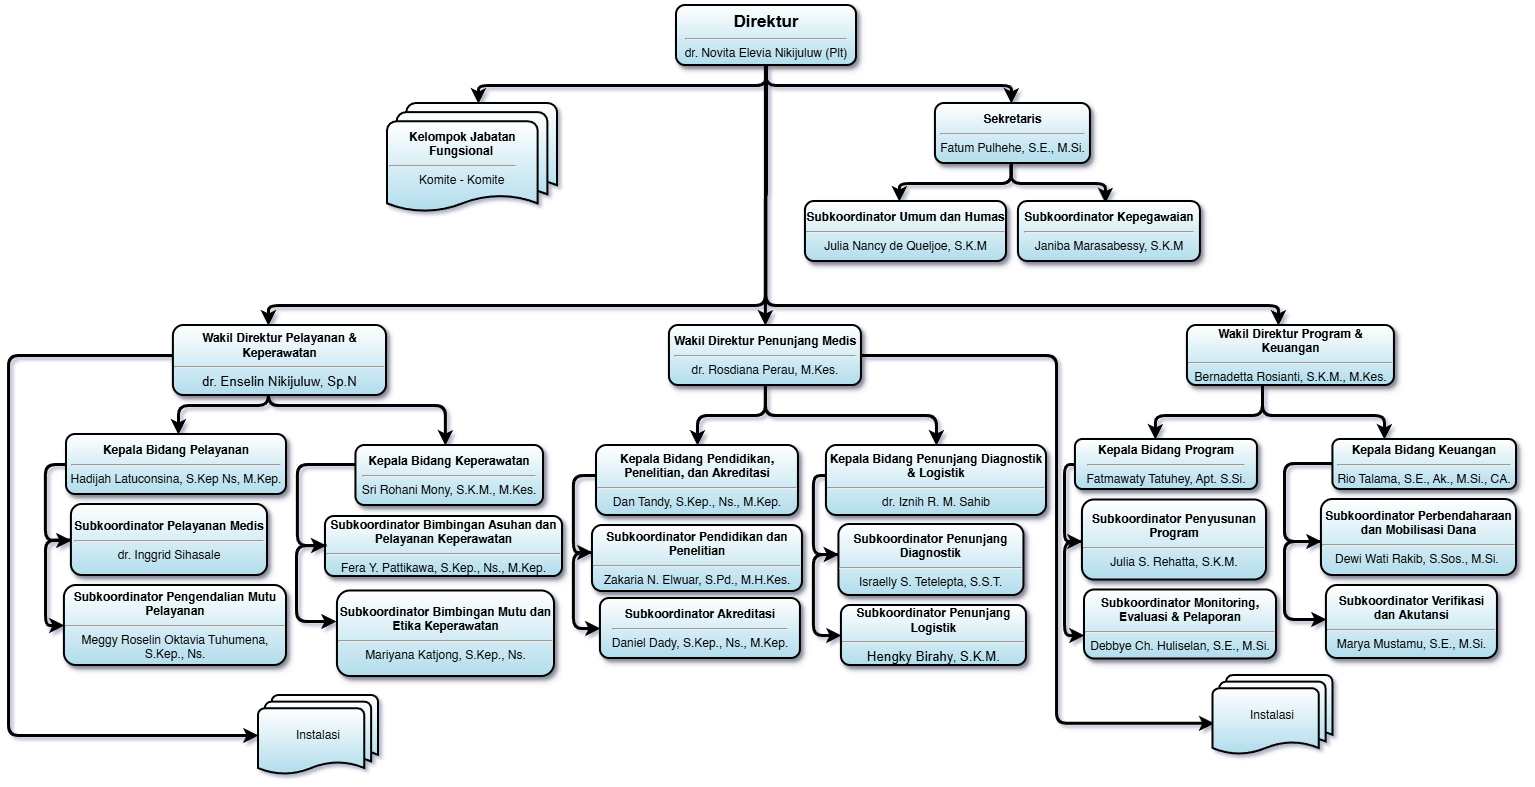 Direktur
dr. Novita Elevia Nikijuluw (Plt)
Kelompok Jabatan
Fungsional
Komite - Komite
Sekretaris
Fatum Pulhehe, S.E., M.Si.
Subkoordinator Umum dan Humas
Julia Nancy de Queljoe, S.K.M
Subkoordinator Kepegawaian
Janiba Marasabessy, S.K.M
Wakil Direktur Pelayanan &
Keperawatan
dr. Enselin Nikijuluw, Sp.N
Wakil Direktur Penunjang Medis
dr. Rosdiana Perau, M.Kes.
Wakil Direktur Program &
Keuangan
Bernadetta Rosianti, S.K.M., M.Kes.
Kepala Bidang Pelayanan
Hadijah Latuconsina, S.Kep Ns, M.Kep.
Subkoordinator Pelayanan Medis
dr. Inggrid Sihasale
Subkoordinator Pengendalian Mutu
Pelayanan
Meggy Roselin Oktavia Tuhumena,
S.Kep., Ns.
Kepala Bidang Keperawatan
Sri Rohani Mony, S.K.M., M.Kes.
Subkoordinator Bimbingan Asuhan dan
Pelayanan Keperawatan
Fera Y. Pattikawa, S.Kep., Ns., M.Kep.
Subkoordinator Bimbingan Mutu dan
Etika Keperawatan
Mariyana Katjong, S.Kep., Ns.
Kepala Bidang Pendidikan,
Penelitian, dan Akreditasi
Dan Tandy, S.Kep., Ns., M.Kep.
Subkoordinator Pendidikan dan
Penelitian
Zakaria N. Elwuar, S.Pd., M.H.Kes.
Subkoordinator Akreditasi
Daniel Dady, S.Kep., Ns., M.Kep.
Kepala Bidang Penunjang Diagnostik
& Logistik
dr. Iznih R. M. Sahib
Subkoordinator Penunjang
Diagnostik
Israelly S. Tetelepta, S.S.T.
Subkoordinator Penunjang
Logistik
Hengky Birahy, S.K.M.
Kepala Bidang Program
Fatmawaty Tatuhey, Apt. S.Si.
Subkoordinator Penyusunan
Program
Julia S. Rehatta, S.K.M.
Subkoordinator Monitoring,
Evaluasi & Pelaporan
Debbye Ch. Huliselan, S.E., M.Si.
Kepala Bidang Keuangan
Rio Talama, S.E., Ak., M.Si., CA.
Subkoordinator Perbendaharaan
dan Mobilisasi Dana
Dewi Wati Rakib, S.Sos., M.Si.
Subkoordinator Verifikasi
dan Akutansi
Marya Mustamu, S.E., M.Si.
Instalasi
Instalasi